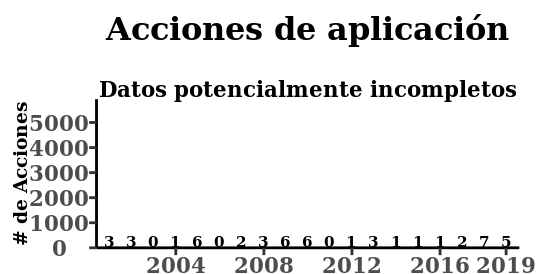 Acciones de aplicación
Datos potencialmente incompletos
# de Acciones
5000
4000
3000
2000
1000
0
3 3 0 1 6 0 2 3 6 6 0 1 3 1 1 1 2 7 5
2004 2008 2012 2016 2019